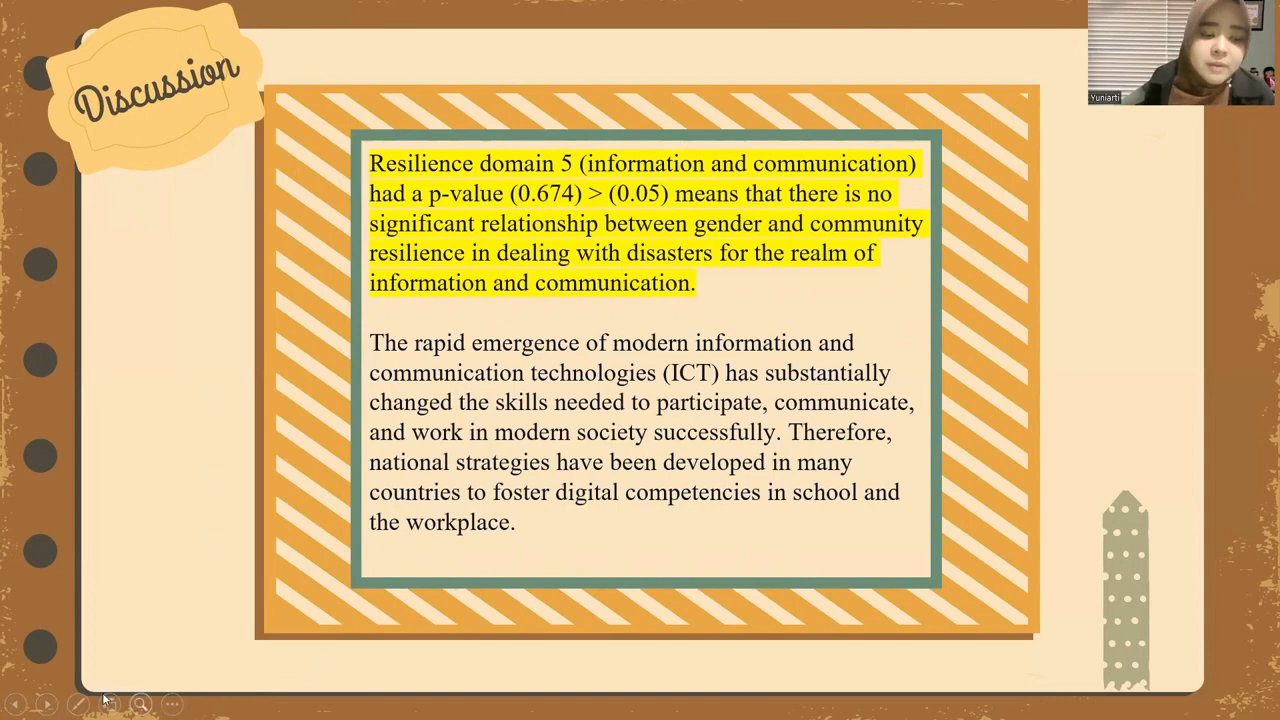 Discussion
Yuniarti
Resilience domain 5 (information and communication)
had a p-value (0.674) > (0.05) means that there is no
significant relationship between gender and community
resilience in dealing with disasters for the realm of
information and communication.
The rapid emergence of modern information and
communication technologies (ICT) has substantially
changed the skills needed to participate, communicate,
and work in modern society successfully. Therefore,
national strategies have been developed in many
countries to foster digital competencies in school and
the workplace.